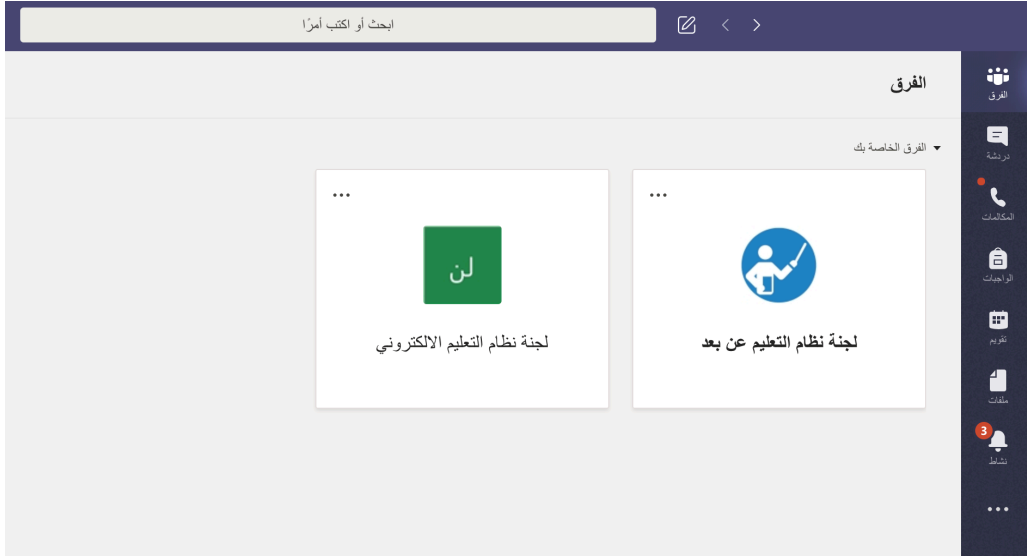 ابحث أو اكتب أمرًا
الفرق
الفرق
دردشة
المكالمات
الواجبات
تقويم
ملفات
3
نشاط
الفرق الخاصة بك
لجنة نظام التعليم عن بعد
لن
لجنة نظام التعليم الالكتروني